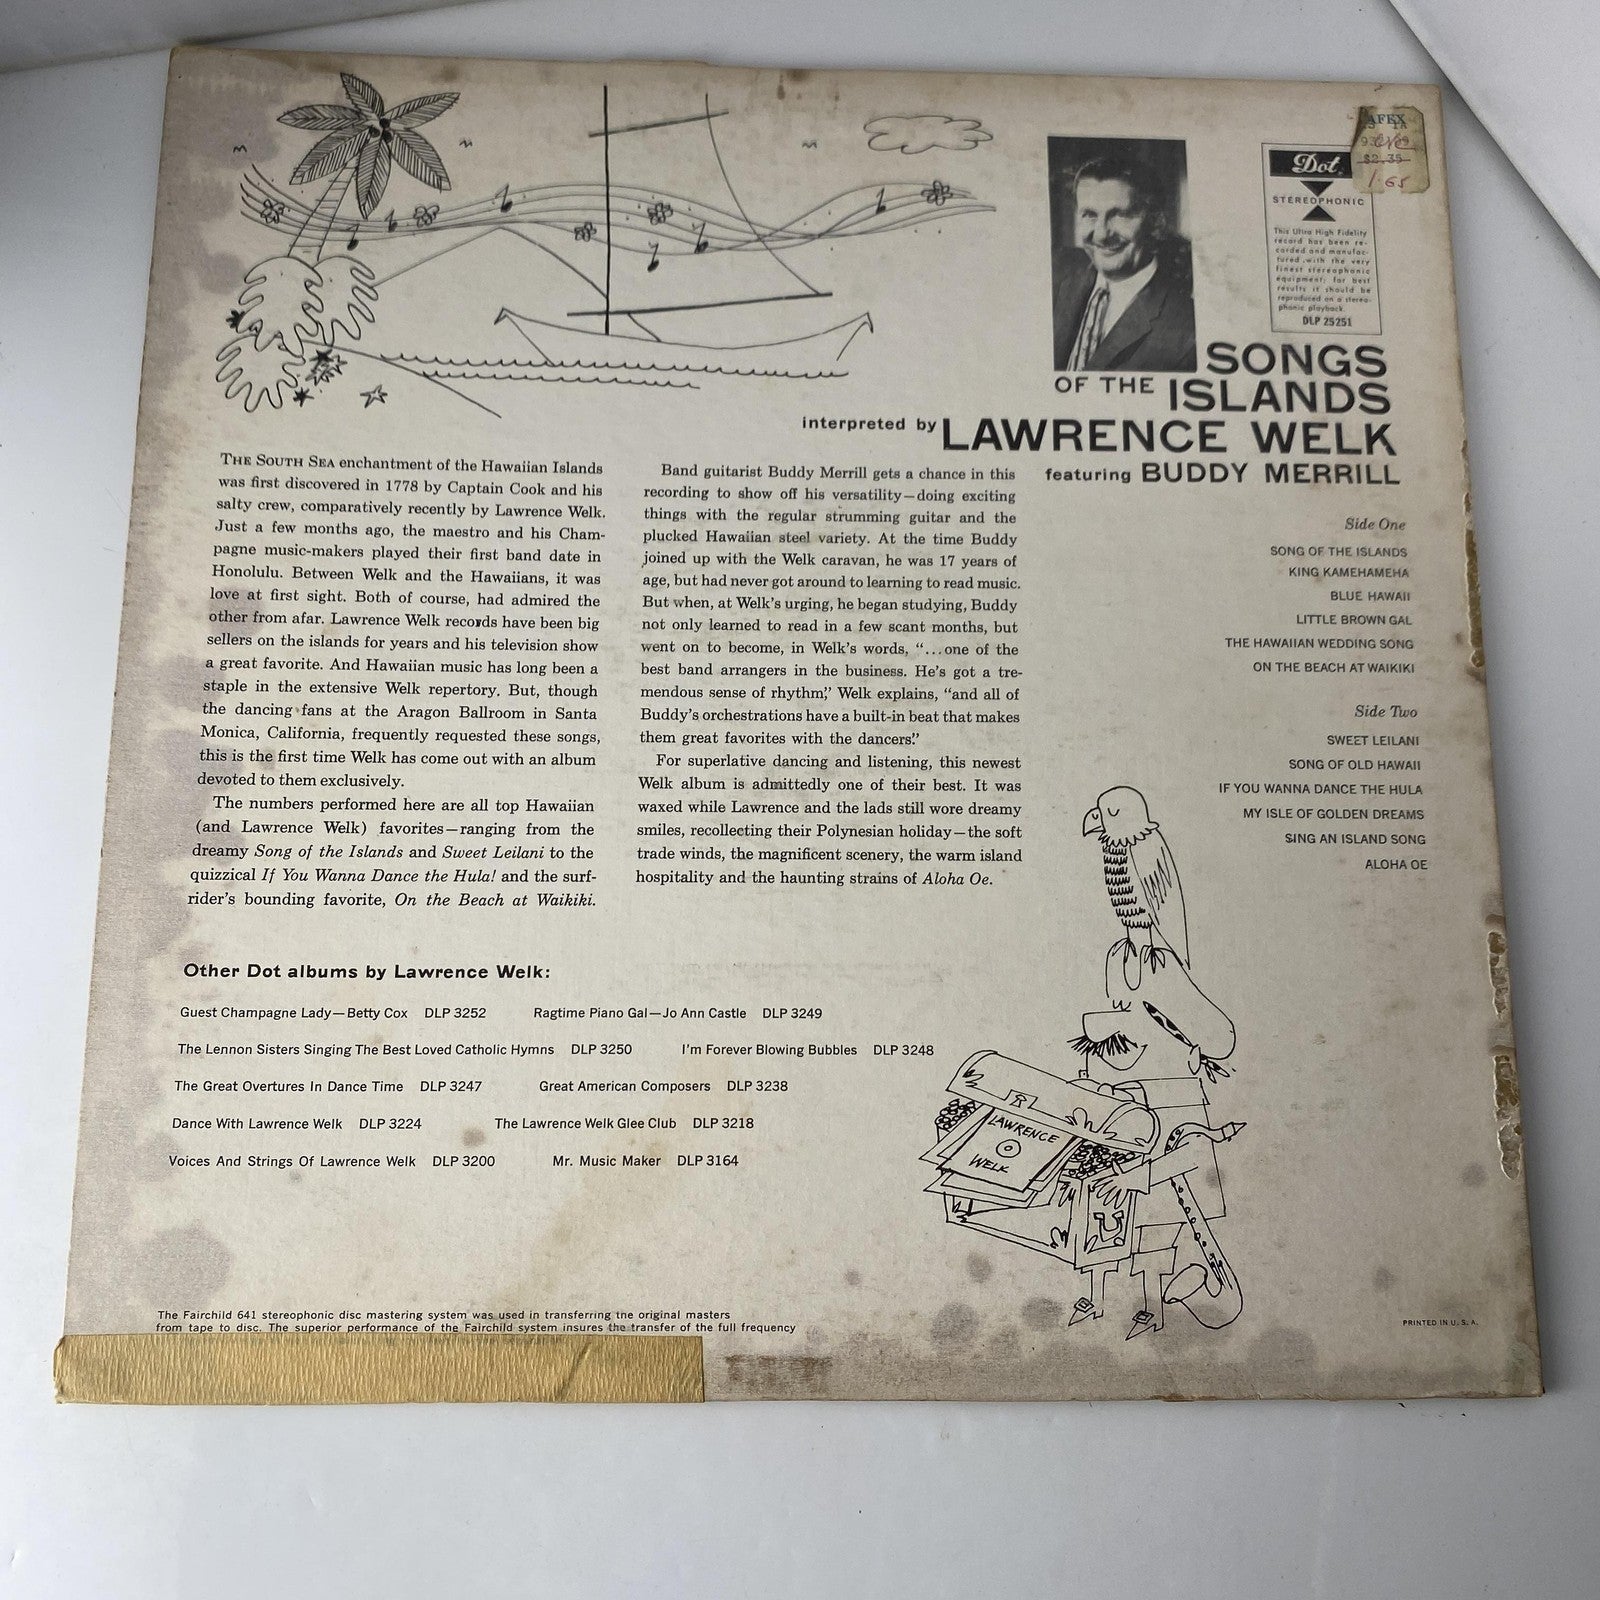 AFEX
$2.35
1.65
Dot
STEREOPHONIC
This Ultra High Fidelity
record has been re-
corded and manufac-
tured with the very
finest stereophonic
equipment; for best
results it should be
reproduced on a stereo-
phonic playback.
DLP 25251
SONGS
OF THE ISLANDS
interpreted by LAWRENCE WELK
featuring BUDDY MERRILL
THE SOUTH SEA enchantment of the Hawaiian Islands
was first discovered in 1778 by Captain Cook and his
salty crew, comparatively recently by Lawrence Welk.
Just a few months ago, the maestro and his Cham-
pagne music-makers played their first band date in
Honolulu. Between Welk and the Hawaiians, it was
love at first sight. Both of course, had admired the
other from afar. Lawrence Welk records have been big
sellers on the islands for years and his television show
a great favorite. And Hawaiian music has long been a
staple in the extensive Welk repertory. But, though
the dancing fans at the Aragon Ballroom in Santa
Monica, California, frequently requested these songs,
this is the first time Welk has come out with an album
devoted to them exclusively.
The numbers performed here are all top Hawaiian
(and Lawrence Welk) favorites—ranging from the
dreamy Song of the Islands and Sweet Leilani to the
quizzical If You Wanna Dance the Hula! and the surf-
rider's bounding favorite, On the Beach at Waikiki.
Band guitarist Buddy Merrill gets a chance in this
recording to show off his versatility—doing exciting
things with the regular strumming guitar and the
plucked Hawaiian steel variety. At the time Buddy
joined up with the Welk caravan, he was 17 years of
age, but had never got around to learning to read music.
But when, at Welk's urging, he began studying, Buddy
not only learned to read in a few scant months, but
went on to become, in Welk's words, “...one of the
best band arrangers in the business. He's got a tre-
mendous sense of rhythm,” Welk explains, “and all of
Buddy's orchestrations have a built-in beat that makes
them great favorites with the dancers.”
For superlative dancing and listening, this newest
Welk album is admittedly one of their best. It was
waxed while Lawrence and the lads still wore dreamy
smiles, recollecting their Polynesian holiday—the soft
trade winds, the magnificent scenery, the warm island
hospitality and the haunting strains of Aloha Oe.
Side One
SONG OF THE ISLANDS
KING KAMEHAMEHA
BLUE HAWAII
LITTLE BROWN GAL
THE HAWAIIAN WEDDING SONG
ON THE BEACH AT WAIKIKI
Side Two
SWEET LEILANI
SONG OF OLD HAWAII
IF YOU WANNA DANCE THE HULA
MY ISLE OF GOLDEN DREAMS
SING AN ISLAND SONG
ALOHA OE
Other Dot albums by Lawrence Welk:
Guest Champagne Lady—Betty Cox DLP 3252 Ragtime Piano Gal—Jo Ann Castle DLP 3249
The Lennon Sisters Singing The Best Loved Catholic Hymns DLP 3250 I'm Forever Blowing Bubbles DLP 3248
The Great Overtures In Dance Time DLP 3247 Great American Composers DLP 3238
Dance With Lawrence Welk DLP 3224 The Lawrence Welk Glee Club DLP 3218
Voices And Strings Of Lawrence Welk DLP 3200 Mr. Music Maker DLP 3164
LAWRENCE
WELK
The Fairchild 641 stereophonic disc mastering system was used in transferring the original masters
from tape to disc. The superior performance of the Fairchild system insures the transfer of the full frequency
PRINTED IN U. S. A.